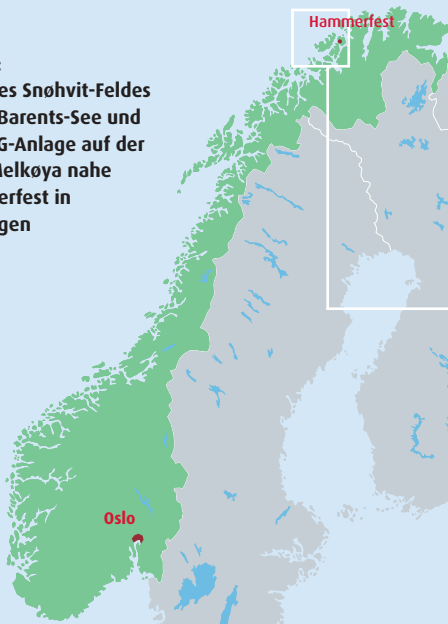 Hammerfest
es Snøhvit-Feldes
Barents-See und
G-Anlage auf der
Melkøya nahe
erfest in
gen
Oslo